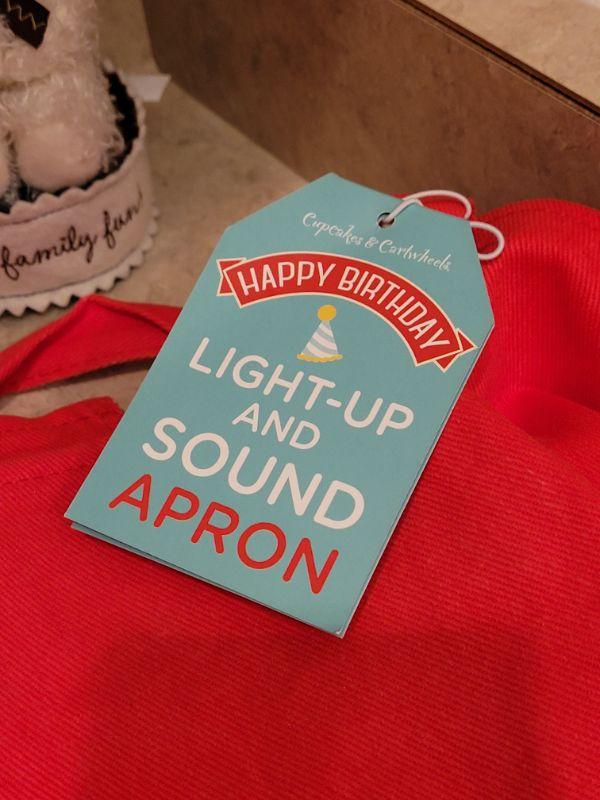 Cupcakes & Cartwheels
HAPPY BIRTHDAY
LIGHT-UP
AND
SOUND
APRON
family fun